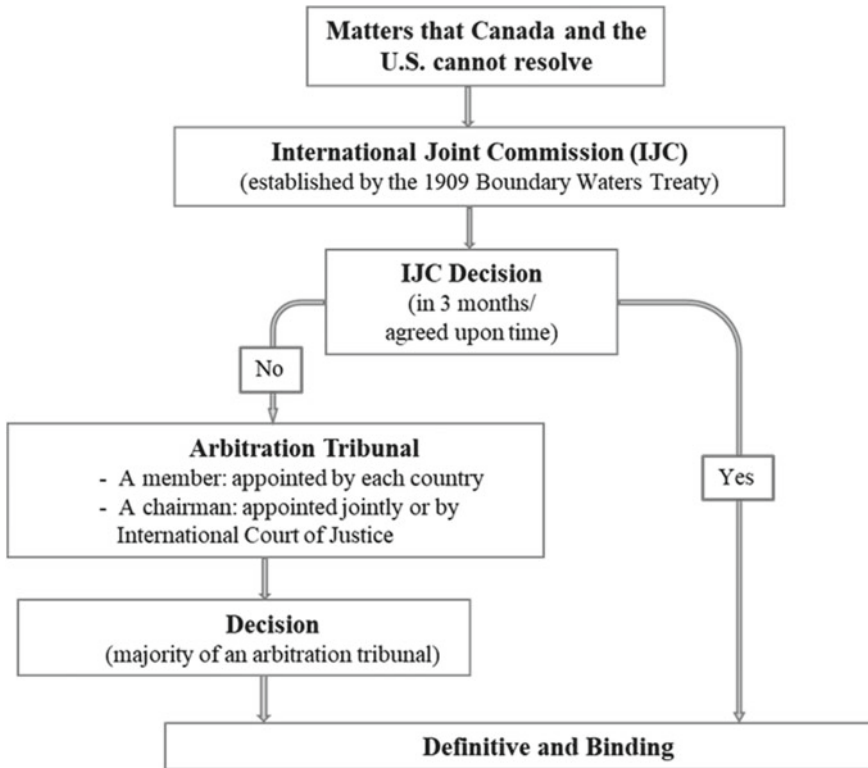 Matters that Canada and the
U.S. cannot resolve
International Joint Commission (IJC)
(established by the 1909 Boundary Waters Treaty)
IJC Decision
(in 3 months/
agreed upon time)
No
Yes
Arbitration Tribunal
- A member: appointed by each country
- A chairman: appointed jointly or by
International Court of Justice
Decision
(majority of an arbitration tribunal)
Definitive and Binding